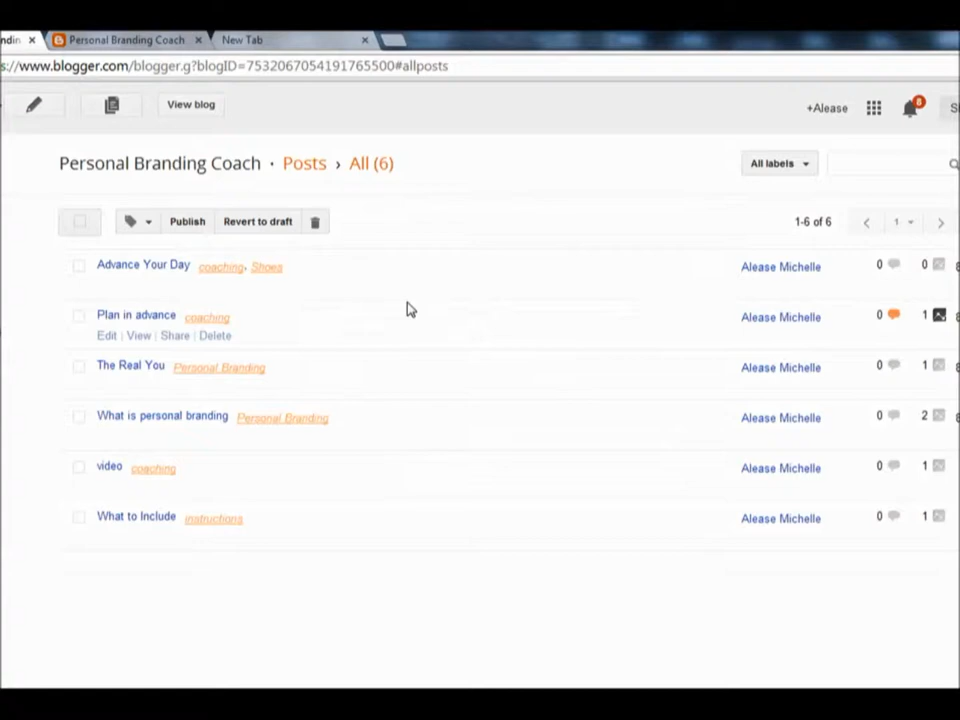 ndin
Personal Branding Coach
New Tab
s://www.blogger.com/blogger.g?blogID=7532067054191765500#allposts
View blog
+Alease
8
Personal Branding Coach · Posts › All (6)
All labels
Publish
Revert to draft
1-6 of 6
1
Advance Your Day coaching, Shoes
Alease Michelle
0
0
Plan in advance coaching
Edit | View | Share | Delete
Alease Michelle
0
1
The Real You Personal Branding
Alease Michelle
0
1
What is personal branding Personal Branding
Alease Michelle
0
2
video coaching
Alease Michelle
0
1
What to Include instructions
Alease Michelle
0
1